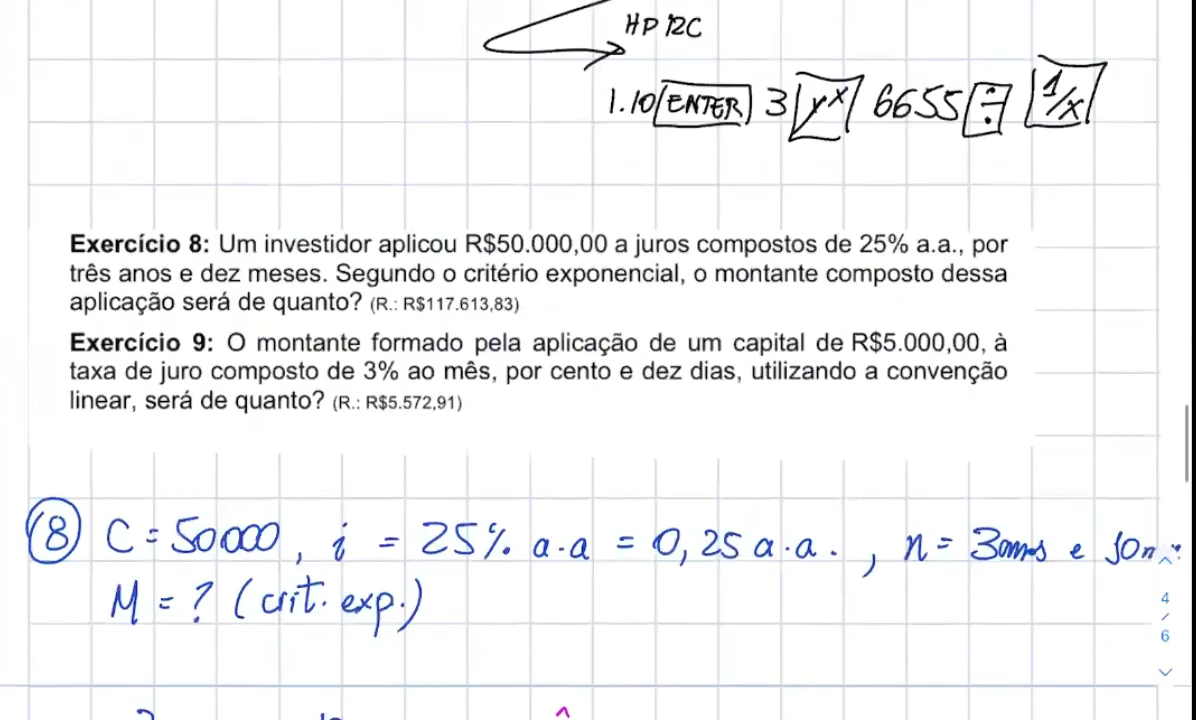 HP 12C
1.10 ENTER 3 y^x 6655 ÷ 1/x
Exercício 8: Um investidor aplicou R$50.000,00 a juros compostos de 25% a.a., por
três anos e dez meses. Segundo o critério exponencial, o montante composto dessa
aplicação será de quanto? (R.: R$117.613,83)
Exercício 9: O montante formado pela aplicação de um capital de R$5.000,00, à
taxa de juro composto de 3% ao mês, por cento e dez dias, utilizando a convenção
linear, será de quanto? (R.: R$5.572,91)
(8) C = 50000, i = 25% a.a = 0,25 a.a., n = 3 anos e 10 m
M = ? (crit. exp.)
4
/
6